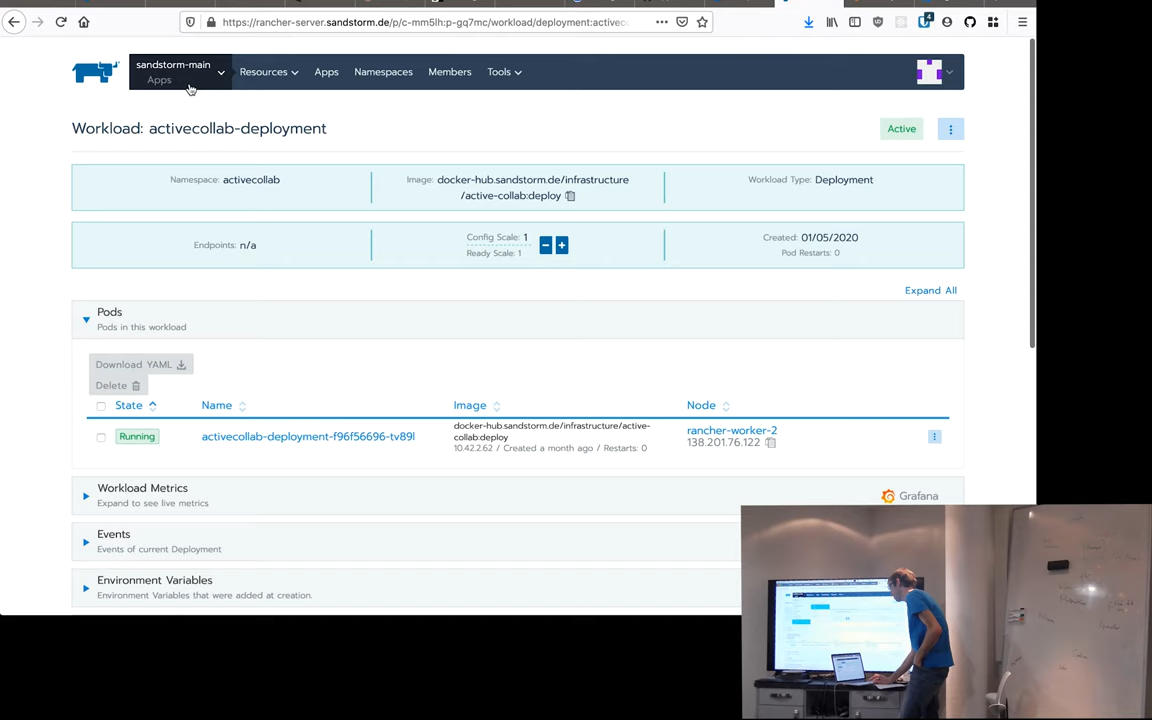 https://rancher-server.sandstorm.de/p/c-mm5lh:p-gq7mc/workload/deployment:activec
4
sandstorm-main
Apps
Resources
Apps
Namespaces
Members
Tools
Workload: activecollab-deployment
Active
Namespace: activecollab
Image: docker-hub.sandstorm.de/infrastructure
/active-collab:deploy
Workload Type: Deployment
Endpoints: n/a
Config Scale: 1
Ready Scale: 1
Created: 01/05/2020
Pod Restarts: 0
Expand All
Pods
Pods in this workload
Download YAML
Delete
State
Name
Image
Node
Running
activecollab-deployment-f96f56696-tv89l
docker-hub.sandstorm.de/infrastructure/active-
collab:deploy
10.42.2.62 / Created a month ago / Restarts: 0
rancher-worker-2
138.201.76.122
Workload Metrics
Expand to see live metrics
Grafana
Events
Events of current Deployment
Environment Variables
Environment Variables that were added at creation.